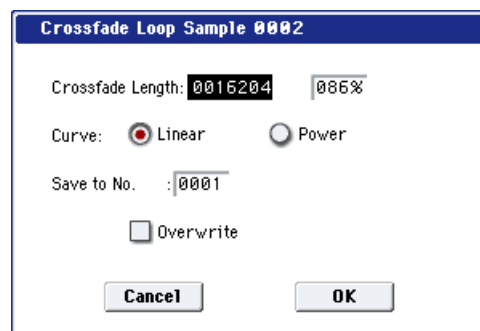 Crossfade Loop Sample 0002
Crossfade Length: 0016204 086%
Curve: Linear Power
Save to No. :0001
Overwrite
Cancel OK